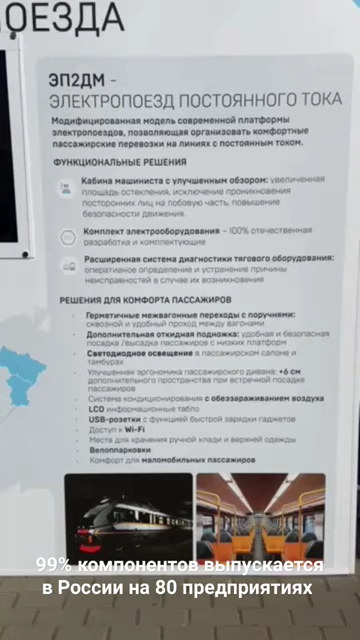 ОЕЗДА
ЭП2ДМ -
ЭЛЕКТРОПОЕЗД ПОСТОЯННОГО ТОКА
Модифицированная модель современной платформы
электропоездов, позволяющая организовать комфортные
пассажирские перевозки на линиях с постоянным током.
ФУНКЦИОНАЛЬНЫЕ РЕШЕНИЯ
Кабина машиниста с улучшенным обзором: увеличенная
площадь остекления, исключение проникновения
посторонних лиц на лобовую часть, повышение
безопасности движения.
Комплект электрооборудования – 100% отечественная
разработка и комплектующие
Расширенная система диагностики тягового оборудования:
оперативное определение и устранение причины
неисправностей в случае их возникновения
РЕШЕНИЯ ДЛЯ КОМФОРТА ПАССАЖИРОВ
· Герметичные межвагонные переходы с поручнями:
сквозной и удобный проход между вагонами
· Дополнительная откидная подножка: удобная и безопасная
посадка /высадка пассажиров с низких платформ
· Светодиодное освещение в пассажирском салоне и
тамбурах
· Улучшенная эргономика пассажирского дивана: +6 см
дополнительного пространства при встречной посадке
пассажиров
· Система кондиционирования с обеззараживанием воздуха
· LCD информационные табло
· USB-розетки с функцией быстрой зарядки гаджетов
· Доступ к Wi-Fi
· Места для хранения ручной клади и верхней одежды
· Велопарковки
· Комфорт для маломобильных пассажиров
99% компонентов выпускается
в России на 80 предприятиях